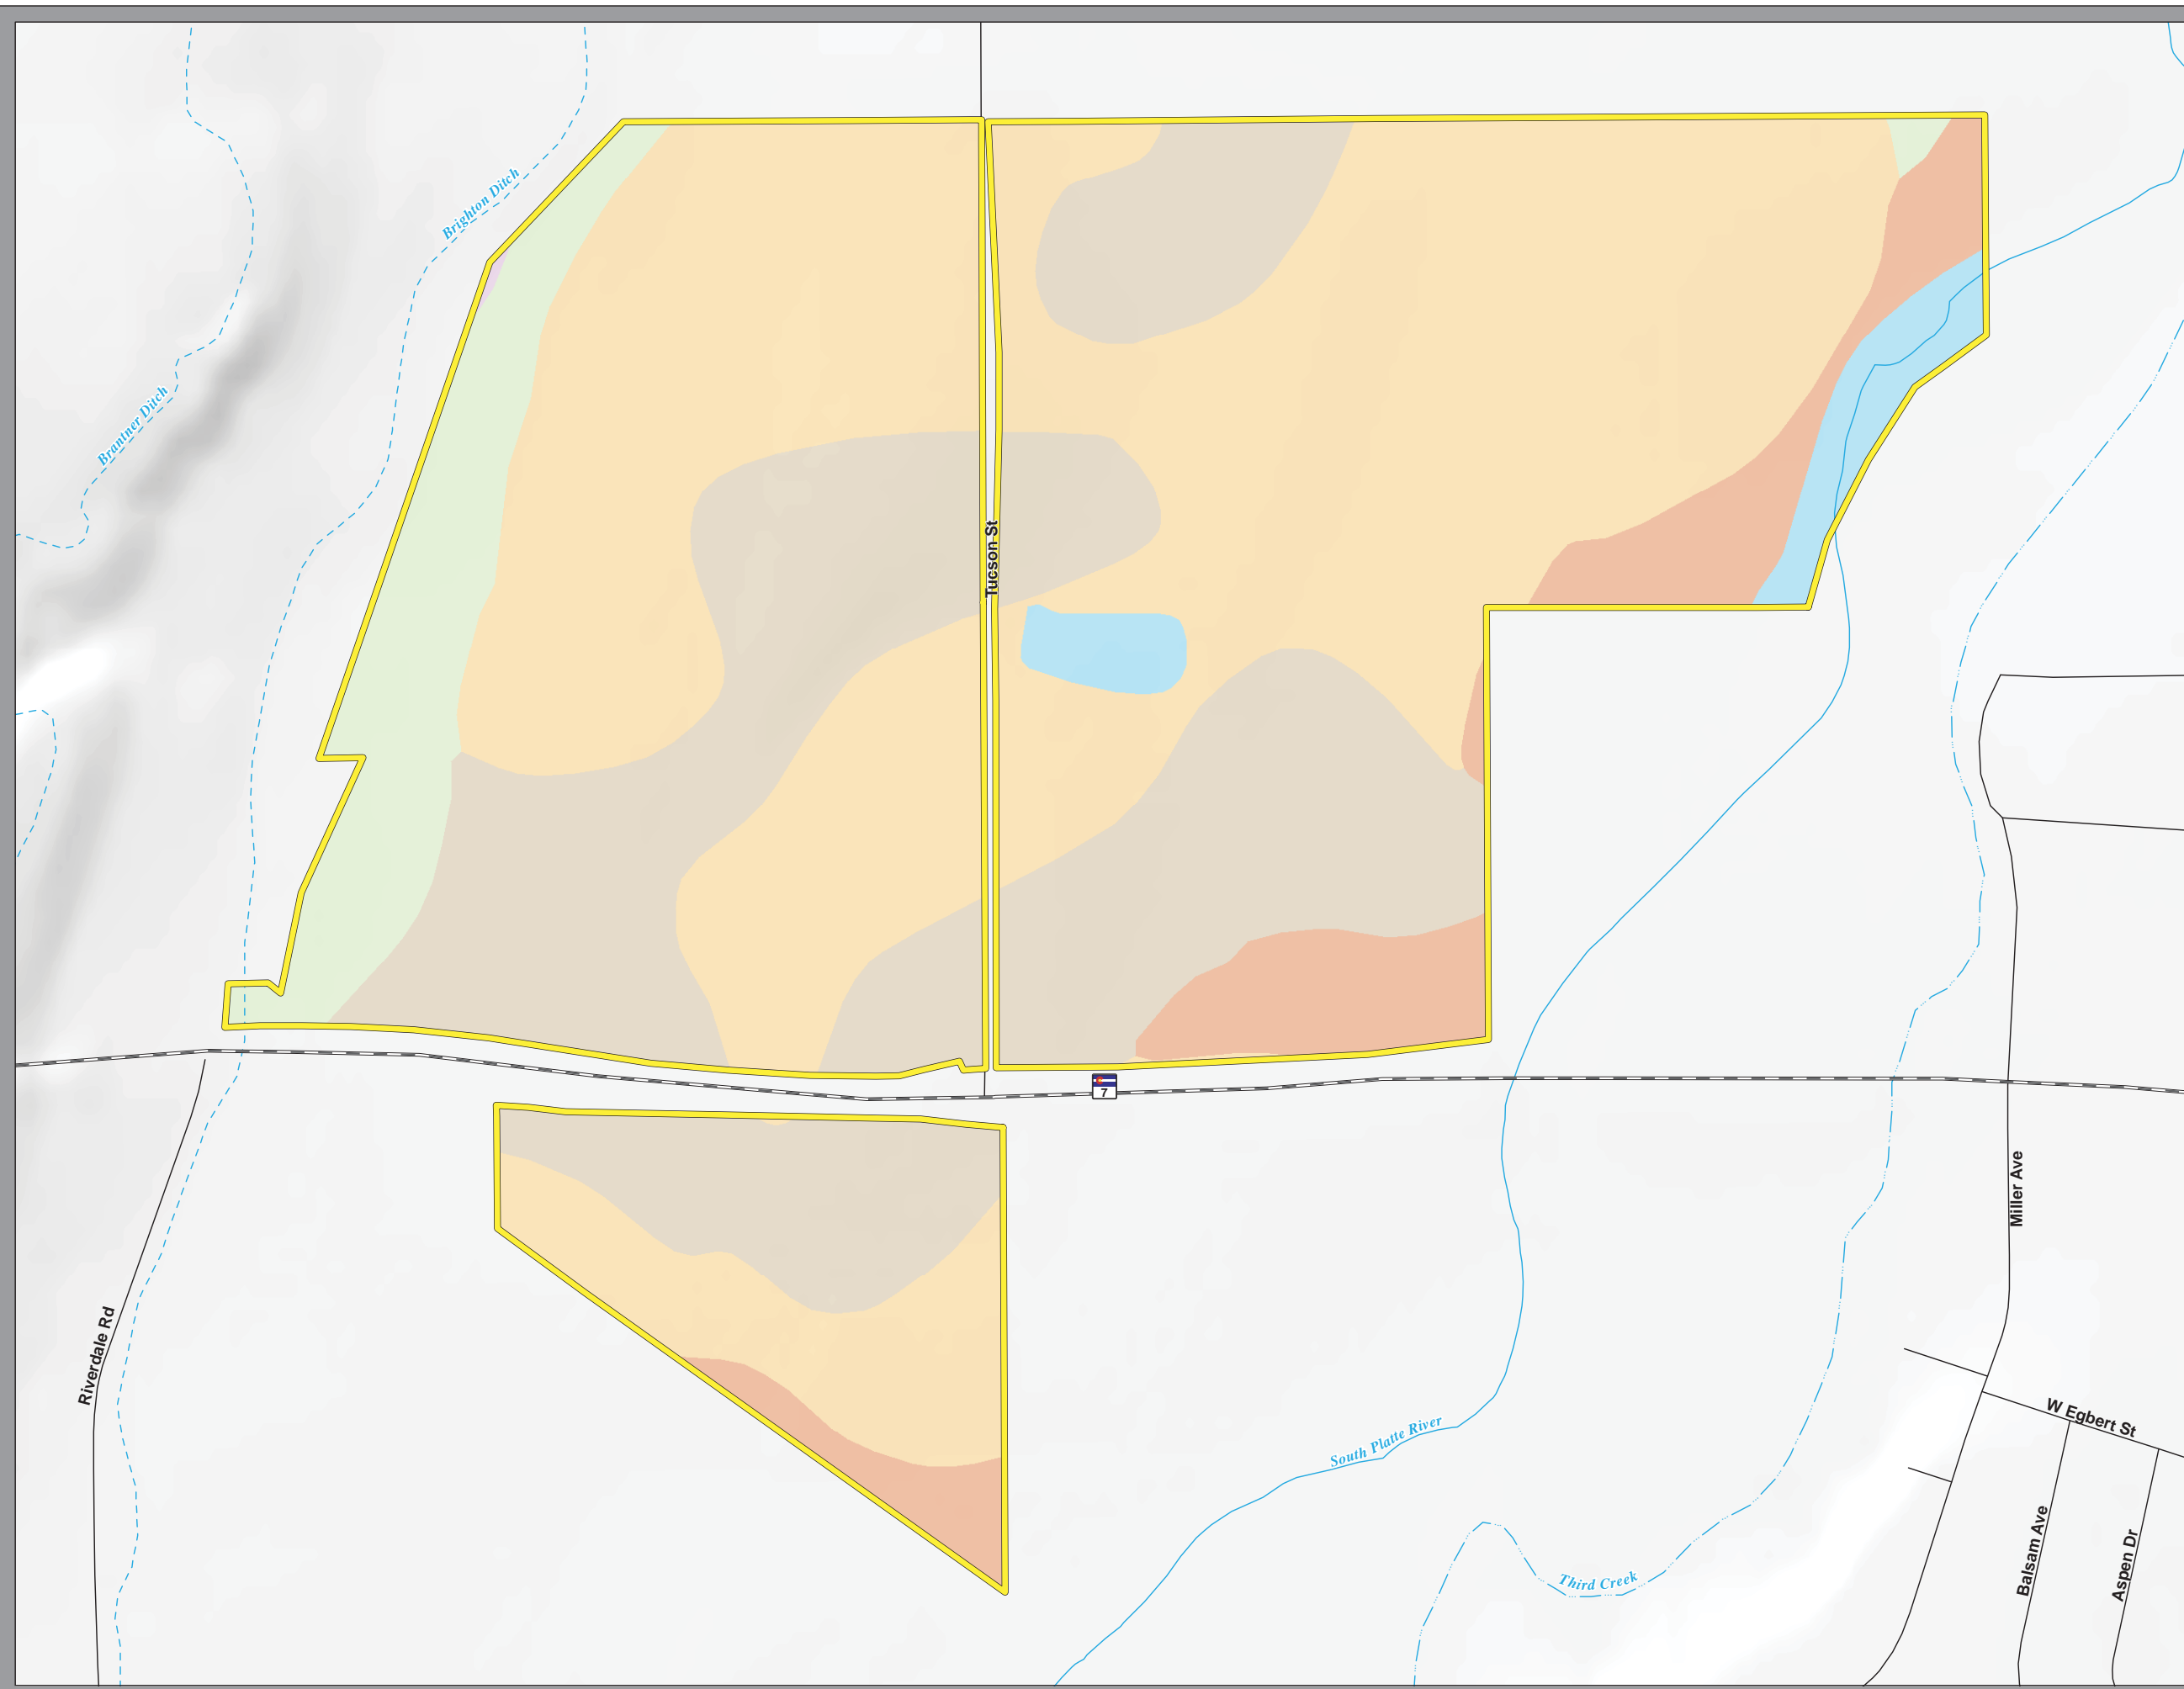 Brighton Ditch
Brantner Ditch
Tucson St
7
Miller Ave
Riverdale Rd
W Egbert St
South Platte River
Balsam Ave
Aspen Dr
Third Creek